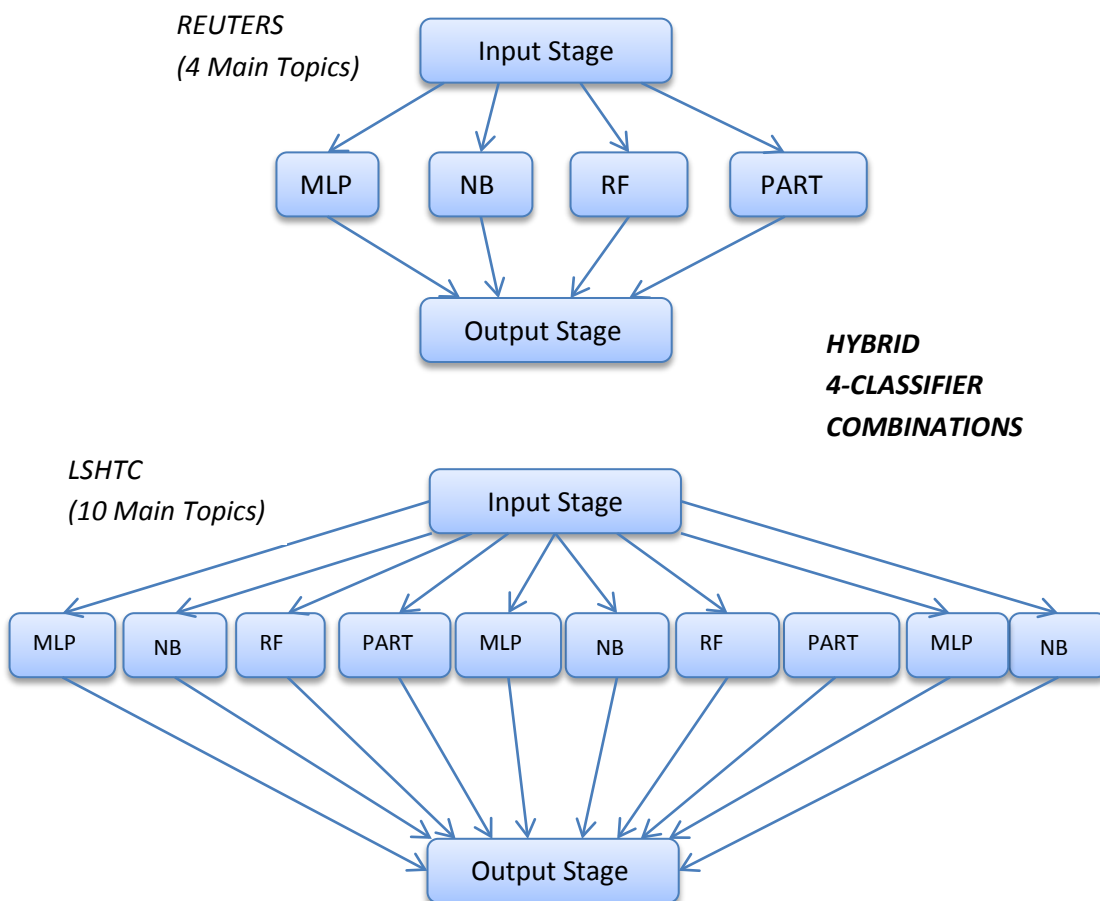 REUTERS
(4 Main Topics)
Input Stage
MLP
NB
RF
PART
Output Stage
HYBRID
4-CLASSIFIER
COMBINATIONS
LSHTC
(10 Main Topics)
Input Stage
MLP
NB
RF
PART
MLP
NB
RF
PART
MLP
NB
Output Stage